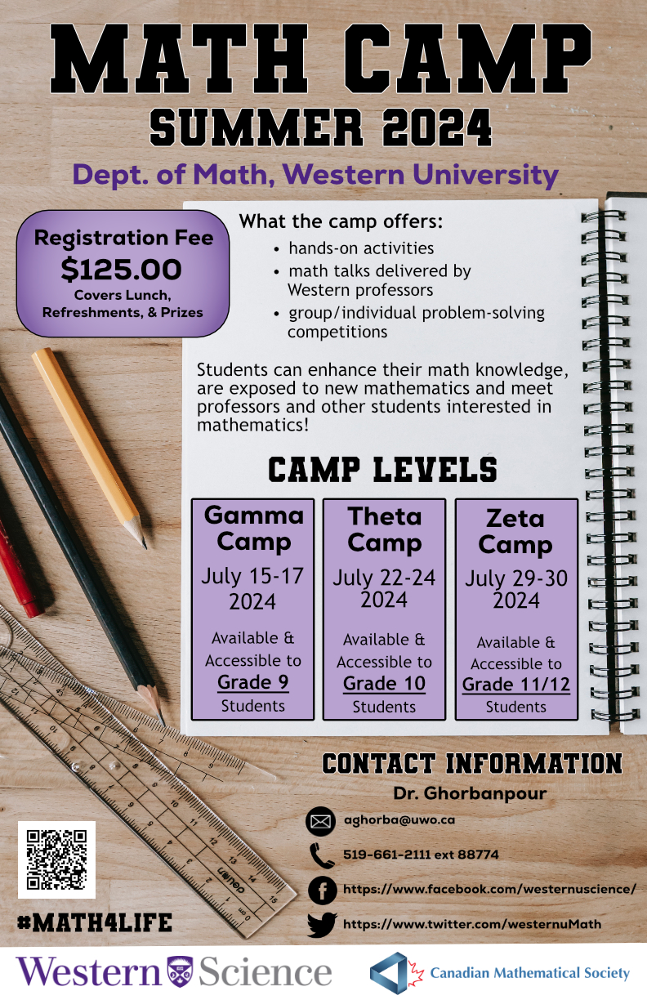 MATH CAMP
SUMMER 2024
Dept. of Math, Western University
Registration Fee
$125.00
Covers Lunch,
Refreshments, & Prizes
What the camp offers:
• hands-on activities
• math talks delivered by
Western professors
• group/individual problem-solving
competitions
Students can enhance their math knowledge,
are exposed to new mathematics and meet
professors and other students interested in
mathematics!
CAMP LEVELS
Gamma
Camp
July 15-17
2024
Available &
Accessible to
Grade 9
Students
Theta
Camp
July 22-24
2024
Available &
Accessible to
Grade 10
Students
Zeta
Camp
July 29-30
2024
Available &
Accessible to
Grade 11/12
Students
CONTACT INFORMATION
Dr. Ghorbanpour
aghorba@uwo.ca
519-661-2111 ext 88774
https://www.facebook.com/westernuscience/
https://www.twitter.com/westernuMath
#MATH4LIFE
Western Science
Canadian Mathematical Society